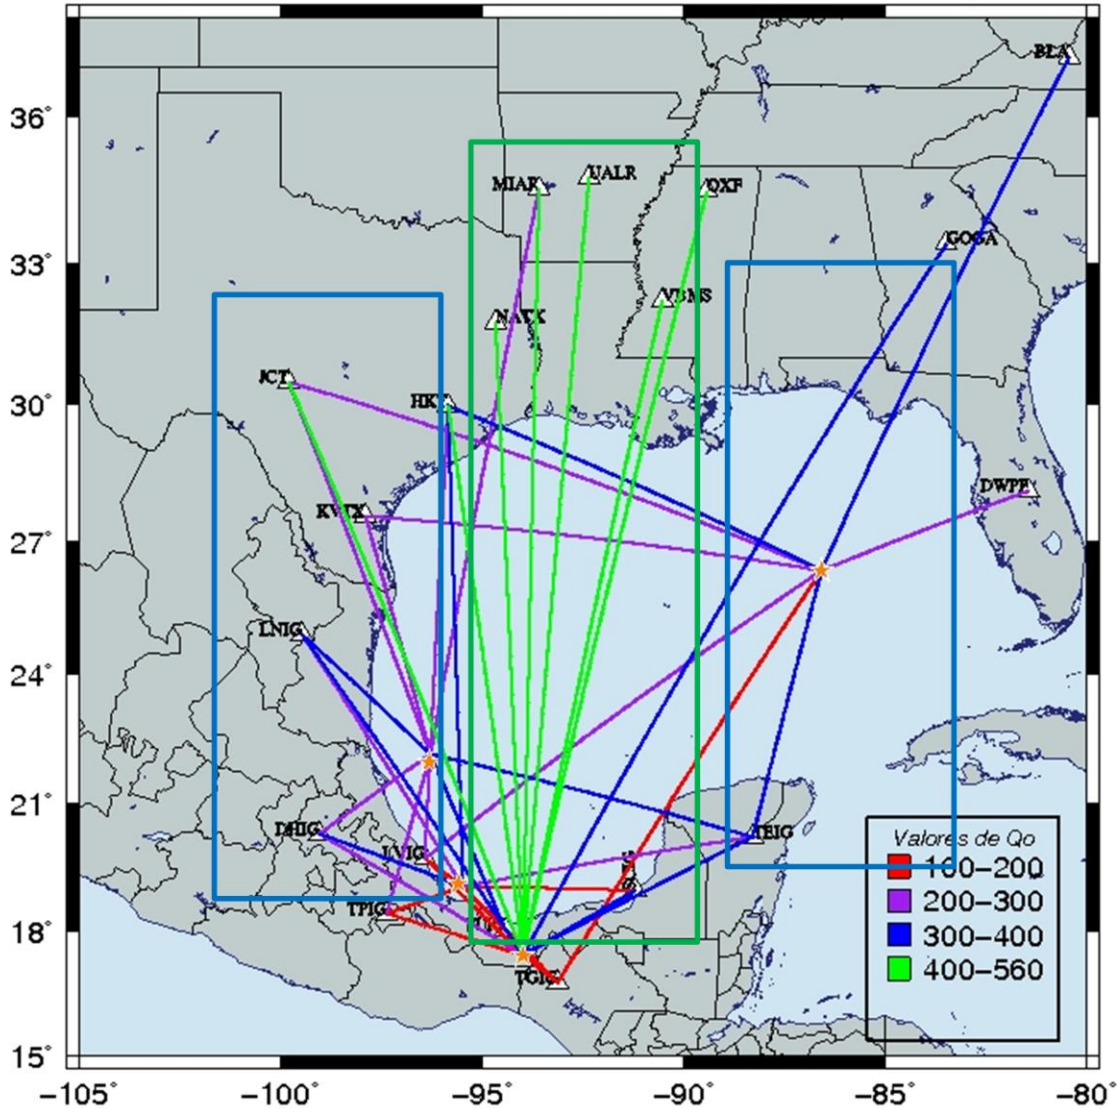 BLA
36°
MIAR
UALR
OXF
GOGA
33°
VBMS
NATX
JCT
30°
DWPF
KVTX
27°
LNIG
24°
21°
DHIG
LVIG
TEIG
Valores de Qo
100-200
TPIG
200-300
18°
300-400
400-560
15°
-105°
-100°
-95°
-90°
-85°
-80°